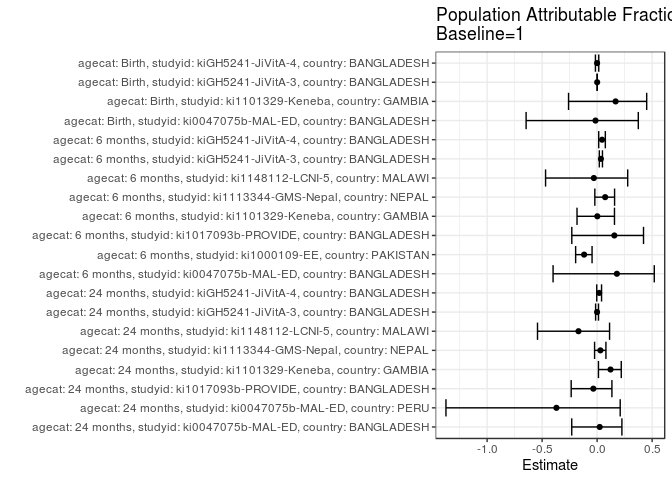 Population Attributable Fractio
Baseline=1
agecat: Birth, studyid: kiGH5241-JiVitA-4, country: BANGLADESH
agecat: Birth, studyid: kiGH5241-JiVitA-3, country: BANGLADESH
agecat: Birth, studyid: ki1101329-Keneba, country: GAMBIA
agecat: Birth, studyid: ki0047075b-MAL-ED, country: BANGLADESH
agecat: 6 months, studyid: kiGH5241-JiVitA-4, country: BANGLADESH
agecat: 6 months, studyid: kiGH5241-JiVitA-3, country: BANGLADESH
agecat: 6 months, studyid: ki1148112-LCNI-5, country: MALAWI
agecat: 6 months, studyid: ki1113344-GMS-Nepal, country: NEPAL
agecat: 6 months, studyid: ki1101329-Keneba, country: GAMBIA
agecat: 6 months, studyid: ki1017093b-PROVIDE, country: BANGLADESH
agecat: 6 months, studyid: ki1000109-EE, country: PAKISTAN
agecat: 6 months, studyid: ki0047075b-MAL-ED, country: BANGLADESH
agecat: 24 months, studyid: kiGH5241-JiVitA-4, country: BANGLADESH
agecat: 24 months, studyid: kiGH5241-JiVitA-3, country: BANGLADESH
agecat: 24 months, studyid: ki1148112-LCNI-5, country: MALAWI
agecat: 24 months, studyid: ki1113344-GMS-Nepal, country: NEPAL
agecat: 24 months, studyid: ki1101329-Keneba, country: GAMBIA
agecat: 24 months, studyid: ki1017093b-PROVIDE, country: BANGLADESH
agecat: 24 months, studyid: ki0047075b-MAL-ED, country: PERU
agecat: 24 months, studyid: ki0047075b-MAL-ED, country: BANGLADESH
-1.0 -0.5 0.0 0.5
Estimate